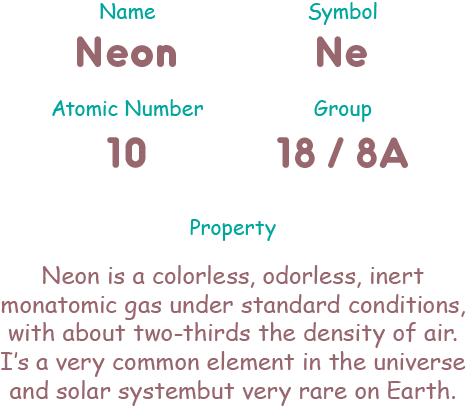 Name Symbol
Neon Ne
Atomic Number Group
10 18 / 8A
Property
Neon is a colorless, odorless, inert
monatomic gas under standard conditions,
with about two-thirds the density of air.
I's a very common element in the universe
and solar systembut very rare on Earth.